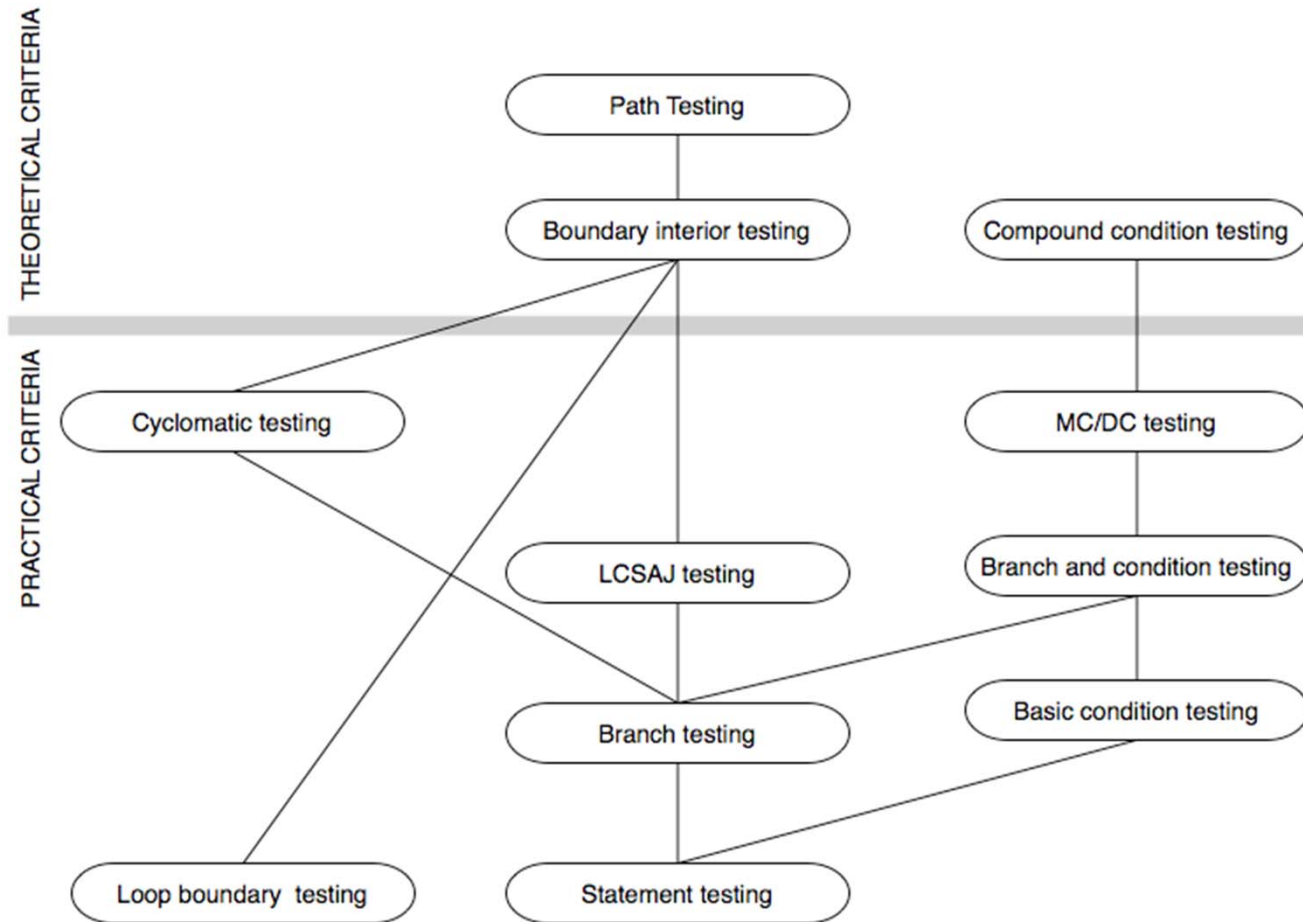 THEORETICAL CRITERIA
Path Testing
Boundary interior testing
Compound condition testing
PRACTICAL CRITERIA
Cyclomatic testing
MC/DC testing
LCSAJ testing
Branch and condition testing
Branch testing
Basic condition testing
Loop boundary testing
Statement testing